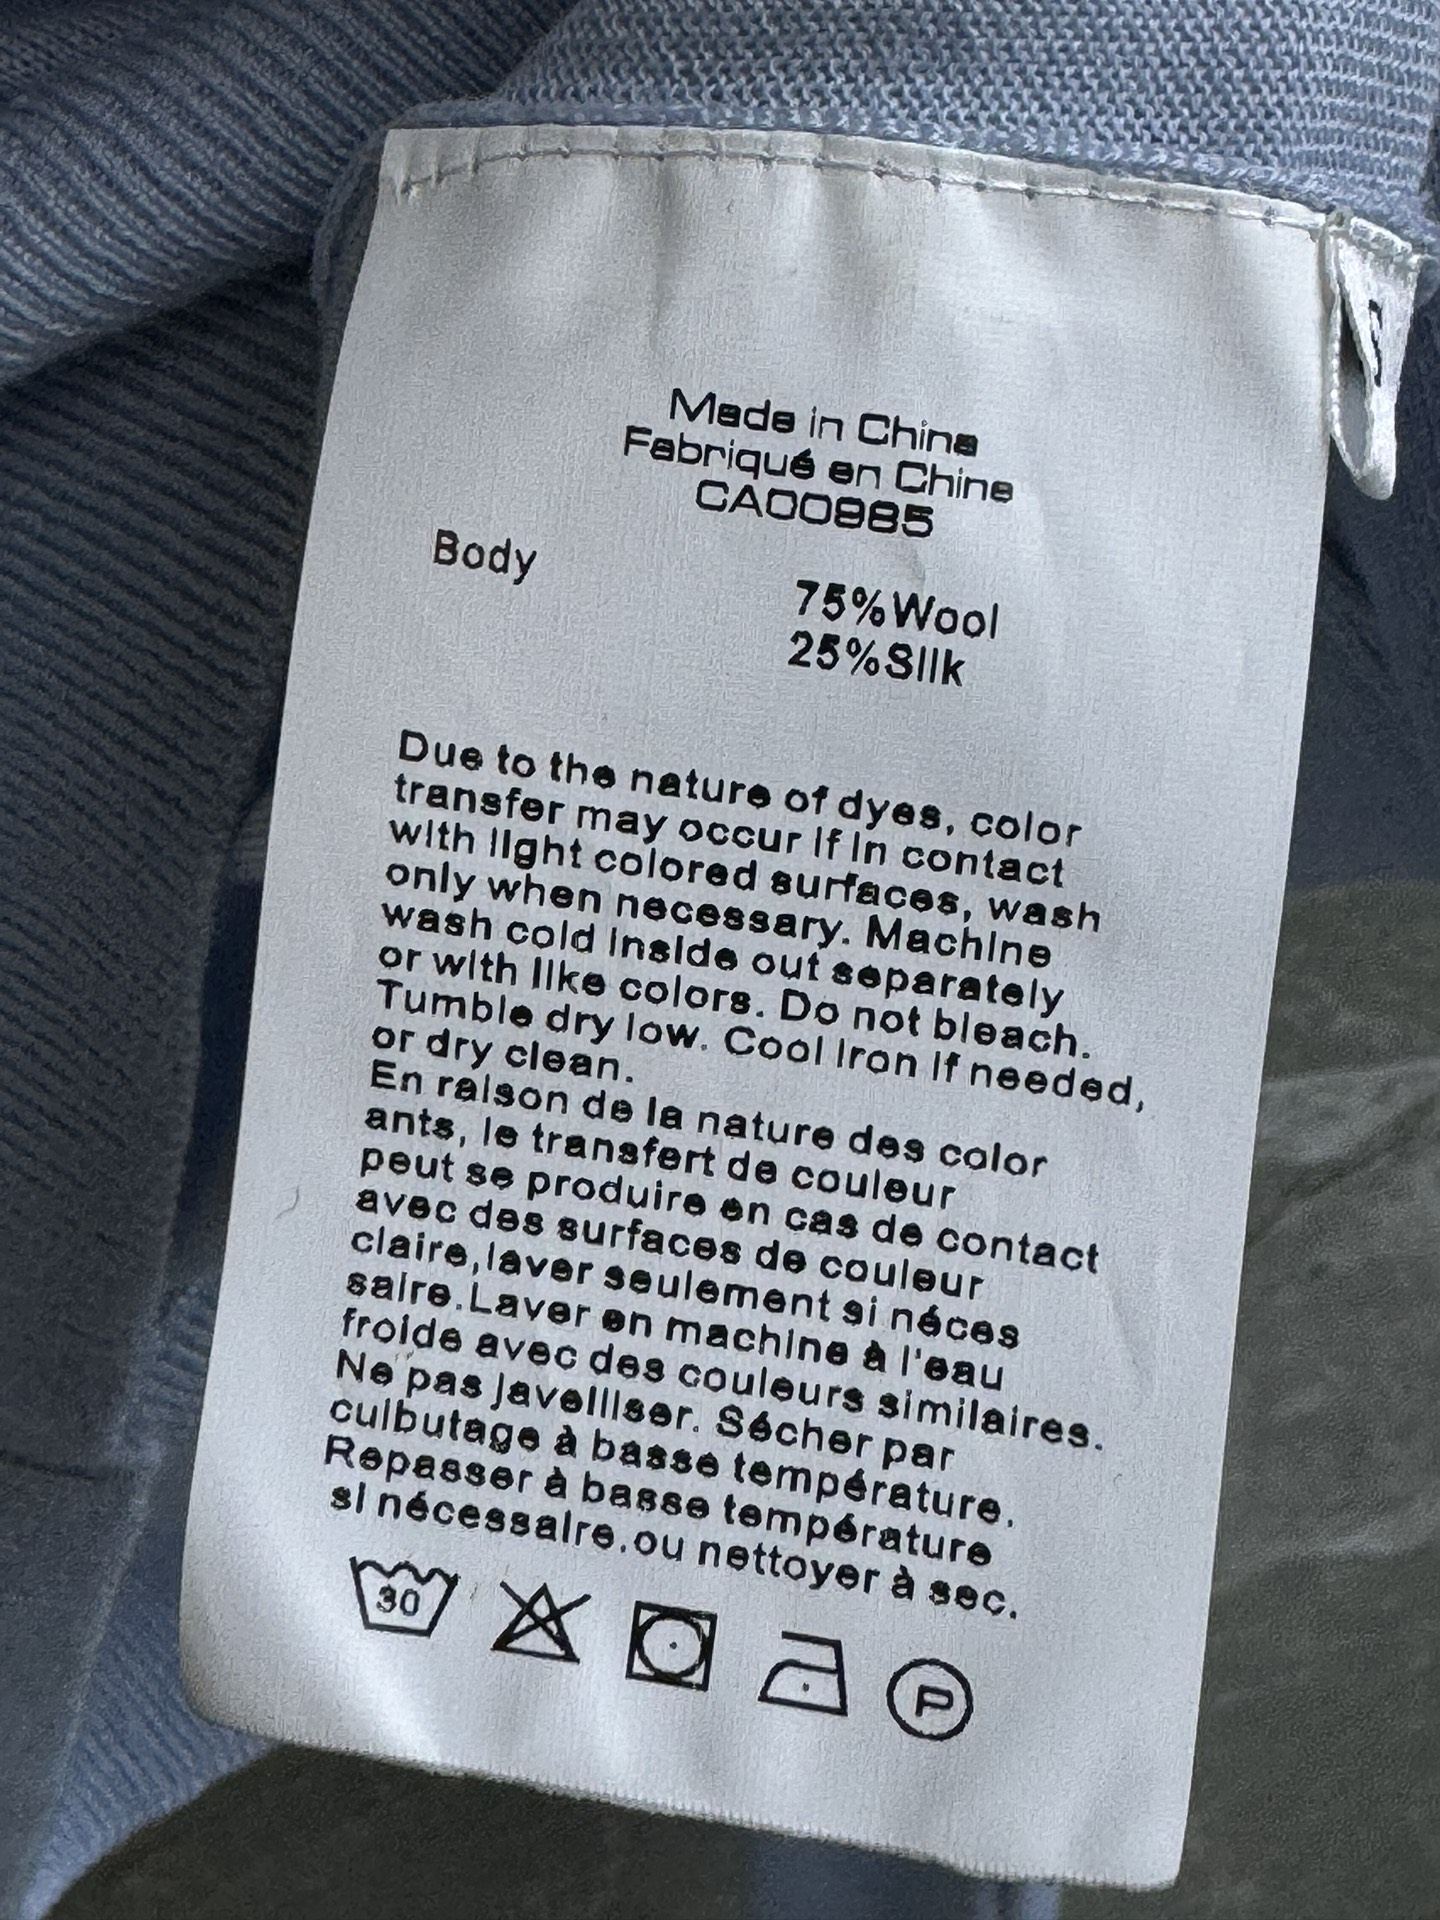 Made in China
Fabriqué en Chine
CA00985
Body
75%Wool
25%Silk
Due to the nature of dyes, color
transfer may occur if in contact
with light colored surfaces, wash
only when necessary. Machine
wash cold inside out separately
or with like colors. Do not bleach.
Tumble dry low. Cool iron if needed,
or dry clean.
En raison de la nature des color
ants, le transfert de couleur
peut se produire en cas de contact
avec des surfaces de couleur
claire,laver seulement si néces
saire.Laver en machine à l'eau
froide avec des couleurs similaires.
Ne pas javelliser. Sécher par
culbutage à basse température.
Repasser à basse température
si nécessaire.ou nettoyer à sec.
30
P